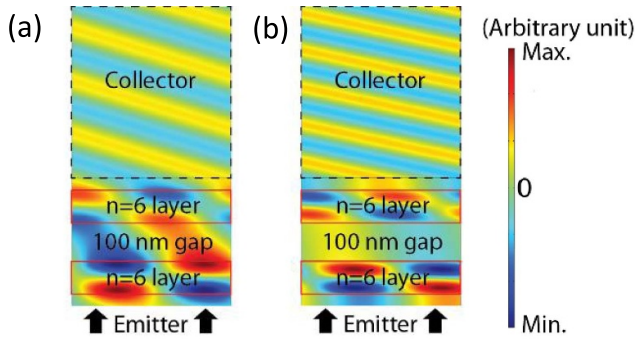 (a)
Collector
n=6 layer
100 nm gap
n=6 layer
Emitter
(b)
Collector
n=6 layer
100 nm gap
n=6 layer
Emitter
(Arbitrary unit)
Max.
0
Min.